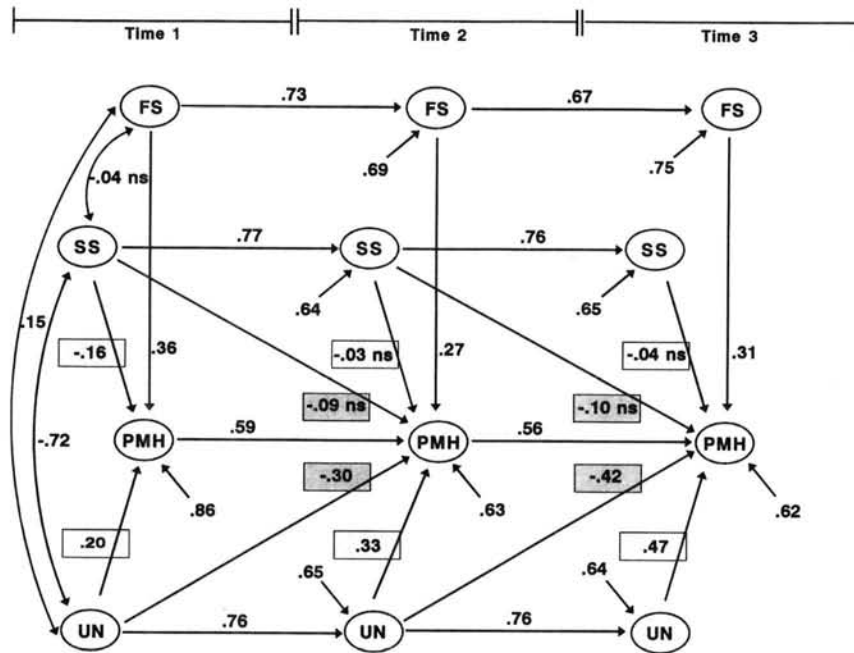 Time 1 Time 2 Time 3
FS .73 FS .67 FS
-.04 ns .69 .75
SS .77 SS .76 SS
.15 .64 .65
-.16 .36 -.03 ns .27 -.04 ns .31
-.09 ns -.10 ns
-.72 PMH .59 PMH .56 PMH
-.30 -.42
.86 .63 .62
.20 .33 .47
.65 .64
UN .76 UN .76 UN